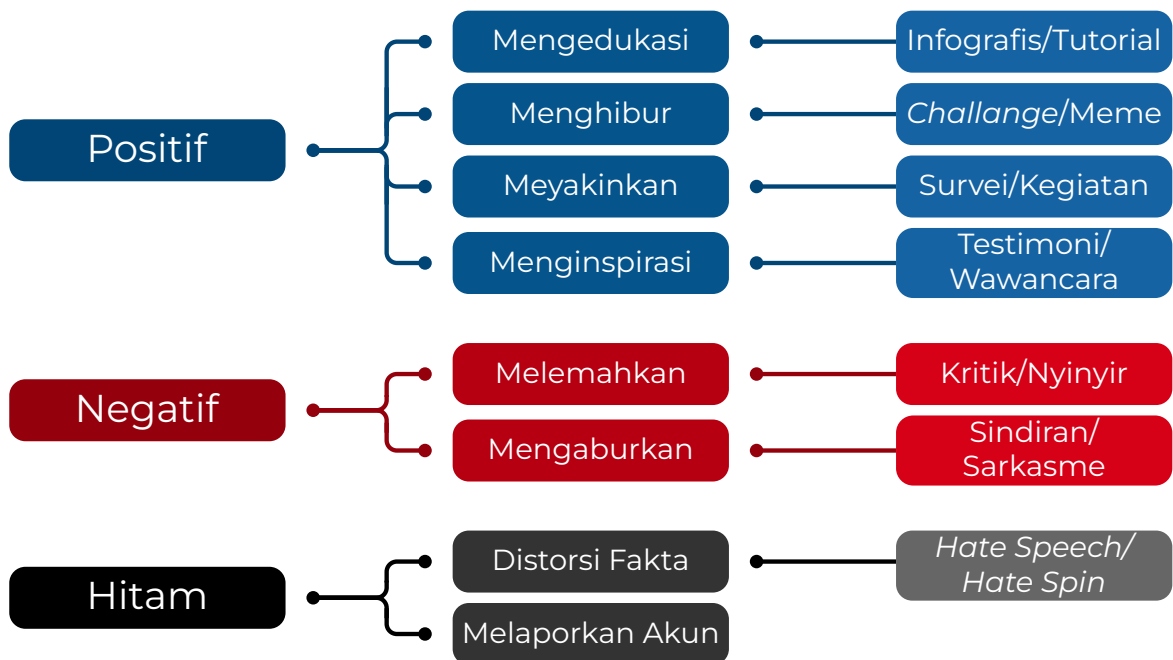 Positif
Mengedukasi
Infografis/Tutorial
Menghibur
Challange/Meme
Meyakinkan
Survei/Kegiatan
Menginspirasi
Testimoni/
Wawancara
Negatif
Melemahkan
Kritik/Nyinyir
Mengaburkan
Sindiran/
Sarkasme
Hitam
Distorsi Fakta
Hate Speech/
Hate Spin
Melaporkan Akun